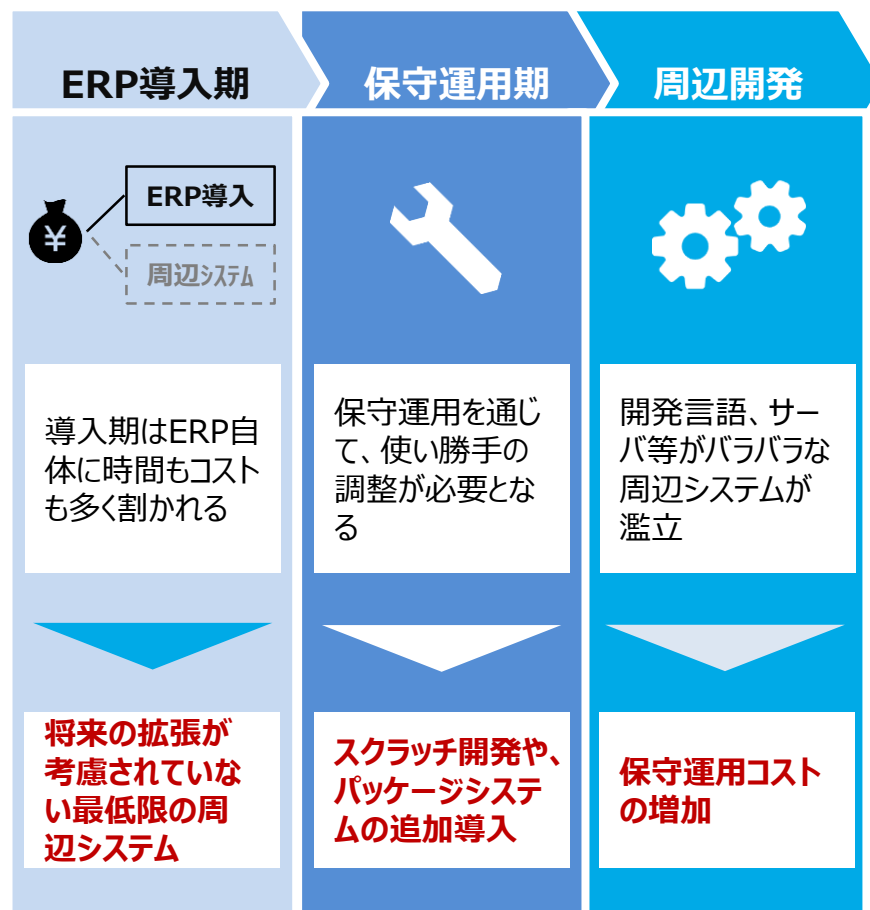 ERP導入期
保守運用期
周辺開発
¥
ERP導入
周辺システム
導入期はERP自
体に時間もコスト
も多く割かれる
保守運用を通じ
て、使い勝手の
調整が必要とな
る
開発言語、サー
バ等がバラバラな
周辺システムが
濫立
将来の拡張が
考慮されていな
い最低限の周
辺システム
スクラッチ開発や、
パッケージシステ
ムの追加導入
保守運用コスト
の増加